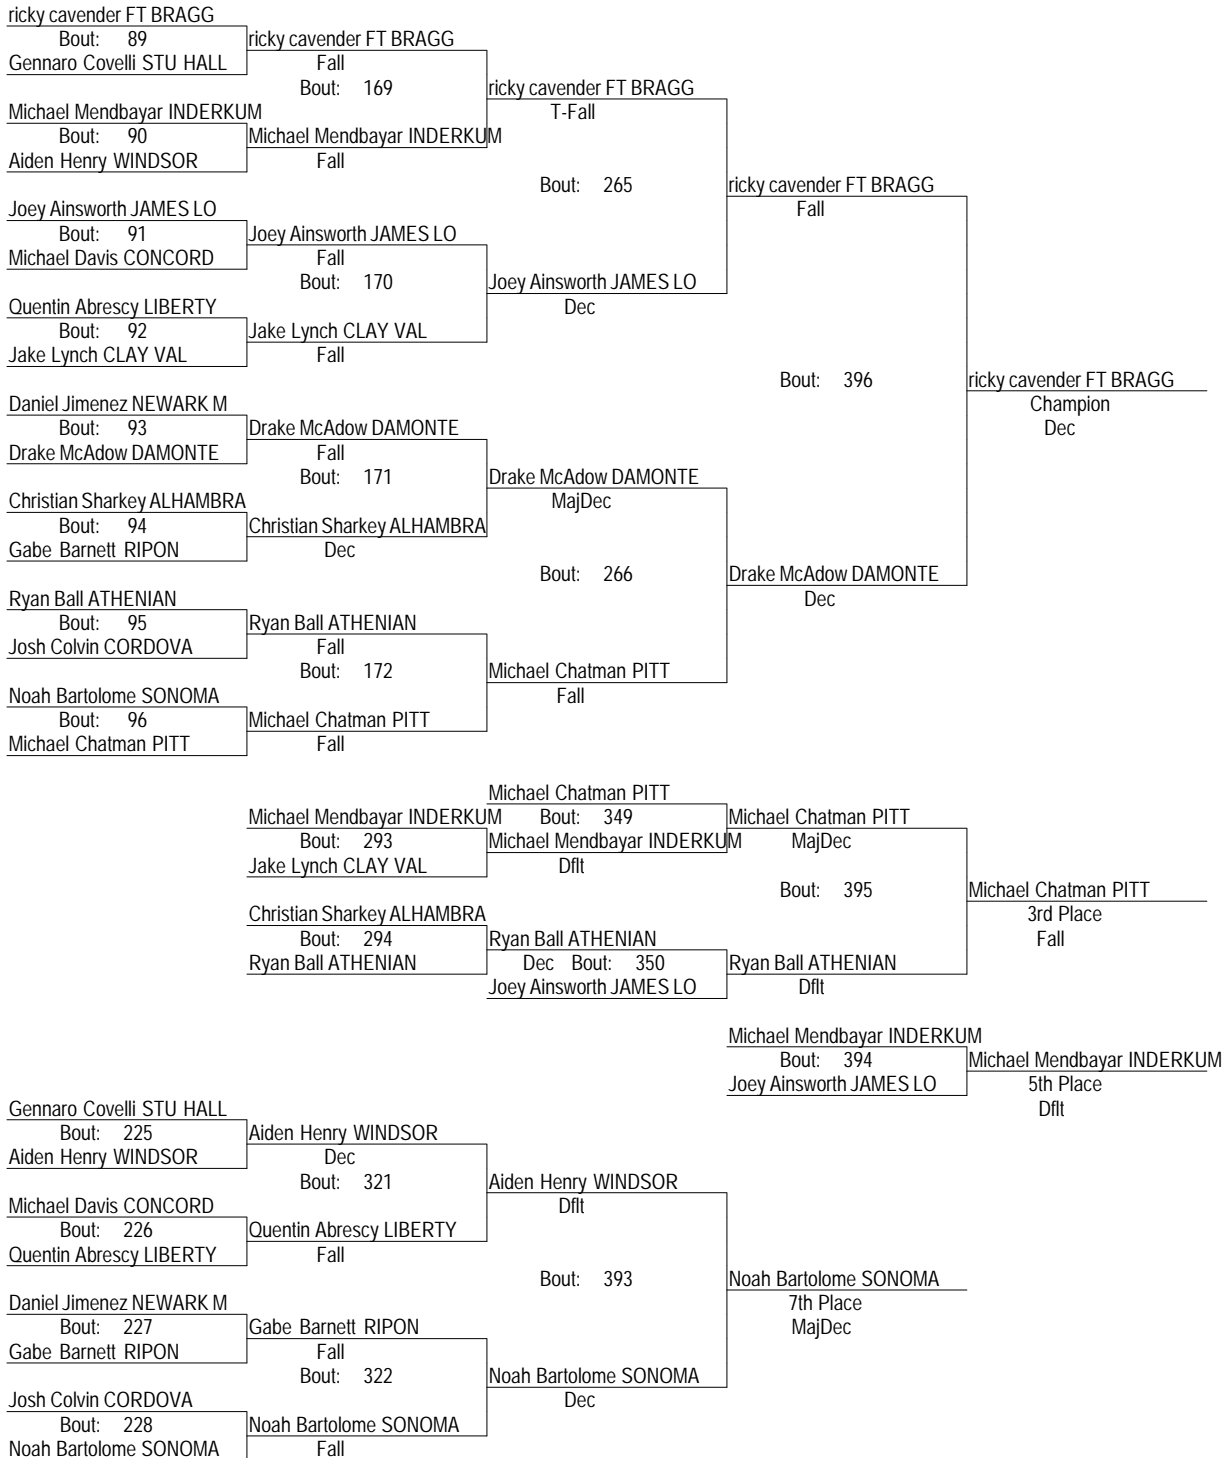 ricky cavender FT BRAGG
Bout: 89
Gennaro Covelli STU HALL
ricky cavender FT BRAGG
Fall
Bout: 169
Michael Mendbayar INDERKUM
Bout: 90
Aiden Henry WINDSOR
Michael Mendbayar INDERKUM
Fall
ricky cavender FT BRAGG
T-Fall
Bout: 265
Joey Ainsworth JAMES LO
Bout: 91
Michael Davis CONCORD
Joey Ainsworth JAMES LO
Fall
Bout: 170
Quentin Abrescy LIBERTY
Bout: 92
Jake Lynch CLAY VAL
Jake Lynch CLAY VAL
Fall
Joey Ainsworth JAMES LO
Dec
ricky cavender FT BRAGG
Fall
Bout: 396
ricky cavender FT BRAGG
Champion
Dec
Daniel Jimenez NEWARK M
Bout: 93
Drake McAdow DAMONTE
Drake McAdow DAMONTE
Fall
Bout: 171
Christian Sharkey ALHAMBRA
Bout: 94
Gabe Barnett RIPON
Christian Sharkey ALHAMBRA
Dec
Drake McAdow DAMONTE
MajDec
Bout: 266
Drake McAdow DAMONTE
Dec
Ryan Ball ATHENIAN
Bout: 95
Josh Colvin CORDOVA
Ryan Ball ATHENIAN
Fall
Bout: 172
Noah Bartolome SONOMA
Bout: 96
Michael Chatman PITT
Michael Chatman PITT
Fall
Michael Chatman PITT
Fall
Michael Mendbayar INDERKUM
Bout: 293
Jake Lynch CLAY VAL
Michael Chatman PITT
Bout: 349
Michael Mendbayar INDERKUM
Dflt
Michael Chatman PITT
MajDec
Bout: 395
Michael Chatman PITT
3rd Place
Fall
Christian Sharkey ALHAMBRA
Bout: 294
Ryan Ball ATHENIAN
Ryan Ball ATHENIAN
Dec Bout: 350
Joey Ainsworth JAMES LO
Ryan Ball ATHENIAN
Dflt
Michael Mendbayar INDERKUM
Bout: 394
Joey Ainsworth JAMES LO
Michael Mendbayar INDERKUM
5th Place
Dflt
Gennaro Covelli STU HALL
Bout: 225
Aiden Henry WINDSOR
Aiden Henry WINDSOR
Dec
Bout: 321
Michael Davis CONCORD
Bout: 226
Quentin Abrescy LIBERTY
Quentin Abrescy LIBERTY
Fall
Aiden Henry WINDSOR
Dflt
Bout: 393
Noah Bartolome SONOMA
7th Place
MajDec
Daniel Jimenez NEWARK M
Bout: 227
Gabe Barnett RIPON
Gabe Barnett RIPON
Fall
Bout: 322
Noah Bartolome SONOMA
Dec
Josh Colvin CORDOVA
Bout: 228
Noah Bartolome SONOMA
Noah Bartolome SONOMA
Fall